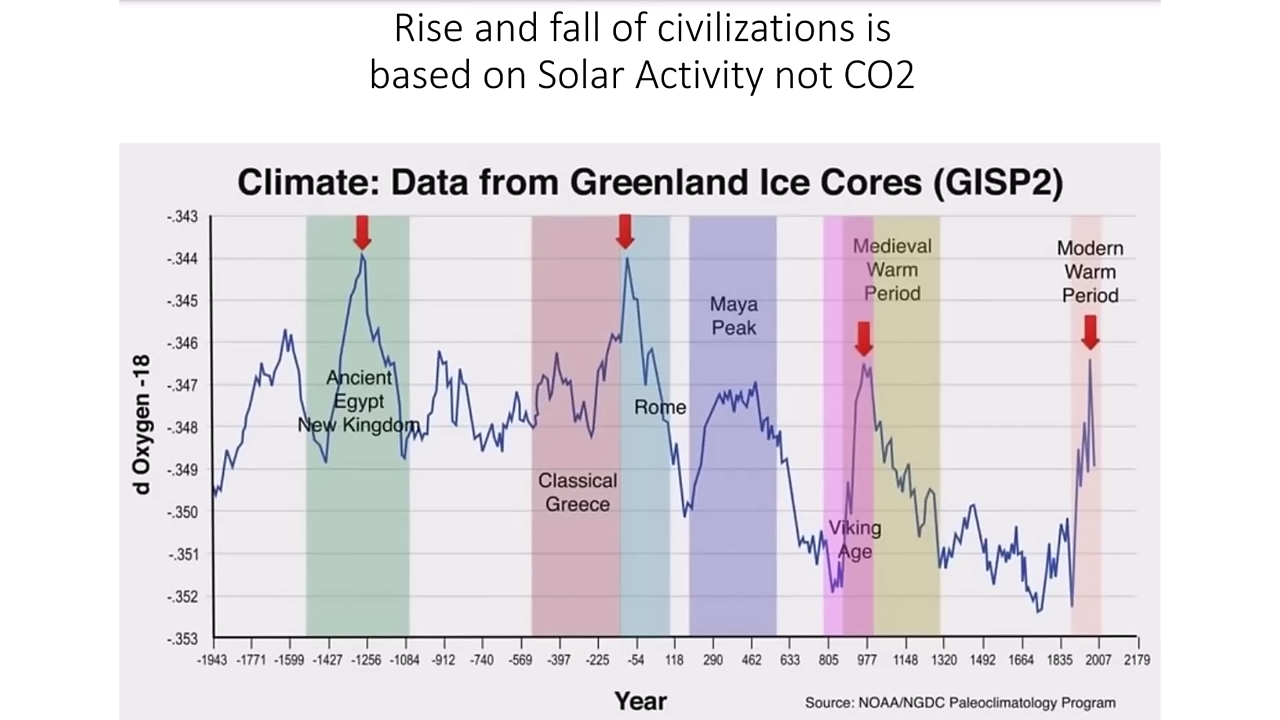 Rise and fall of civilizations is
based on Solar Activity not CO2
Climate: Data from Greenland Ice Cores (GISP2)
d Oxygen -18
-.343
-.344
-.345
-.346
-.347
-.348
-.349
-.350
-.351
-.352
-.353
Ancient
Egypt
New Kingdom
Classical
Greece
Rome
Maya
Peak
Viking
Age
Medieval
Warm
Period
Modern
Warm
Period
-1943 -1771 -1599 -1427 -1256 -1084 -912 -740 -569 -397 -225 -54 118 290 462 633 805 977 1148 1320 1492 1664 1835 2007 2179
Year
Source: NOAA/NGDC Paleoclimatology Program